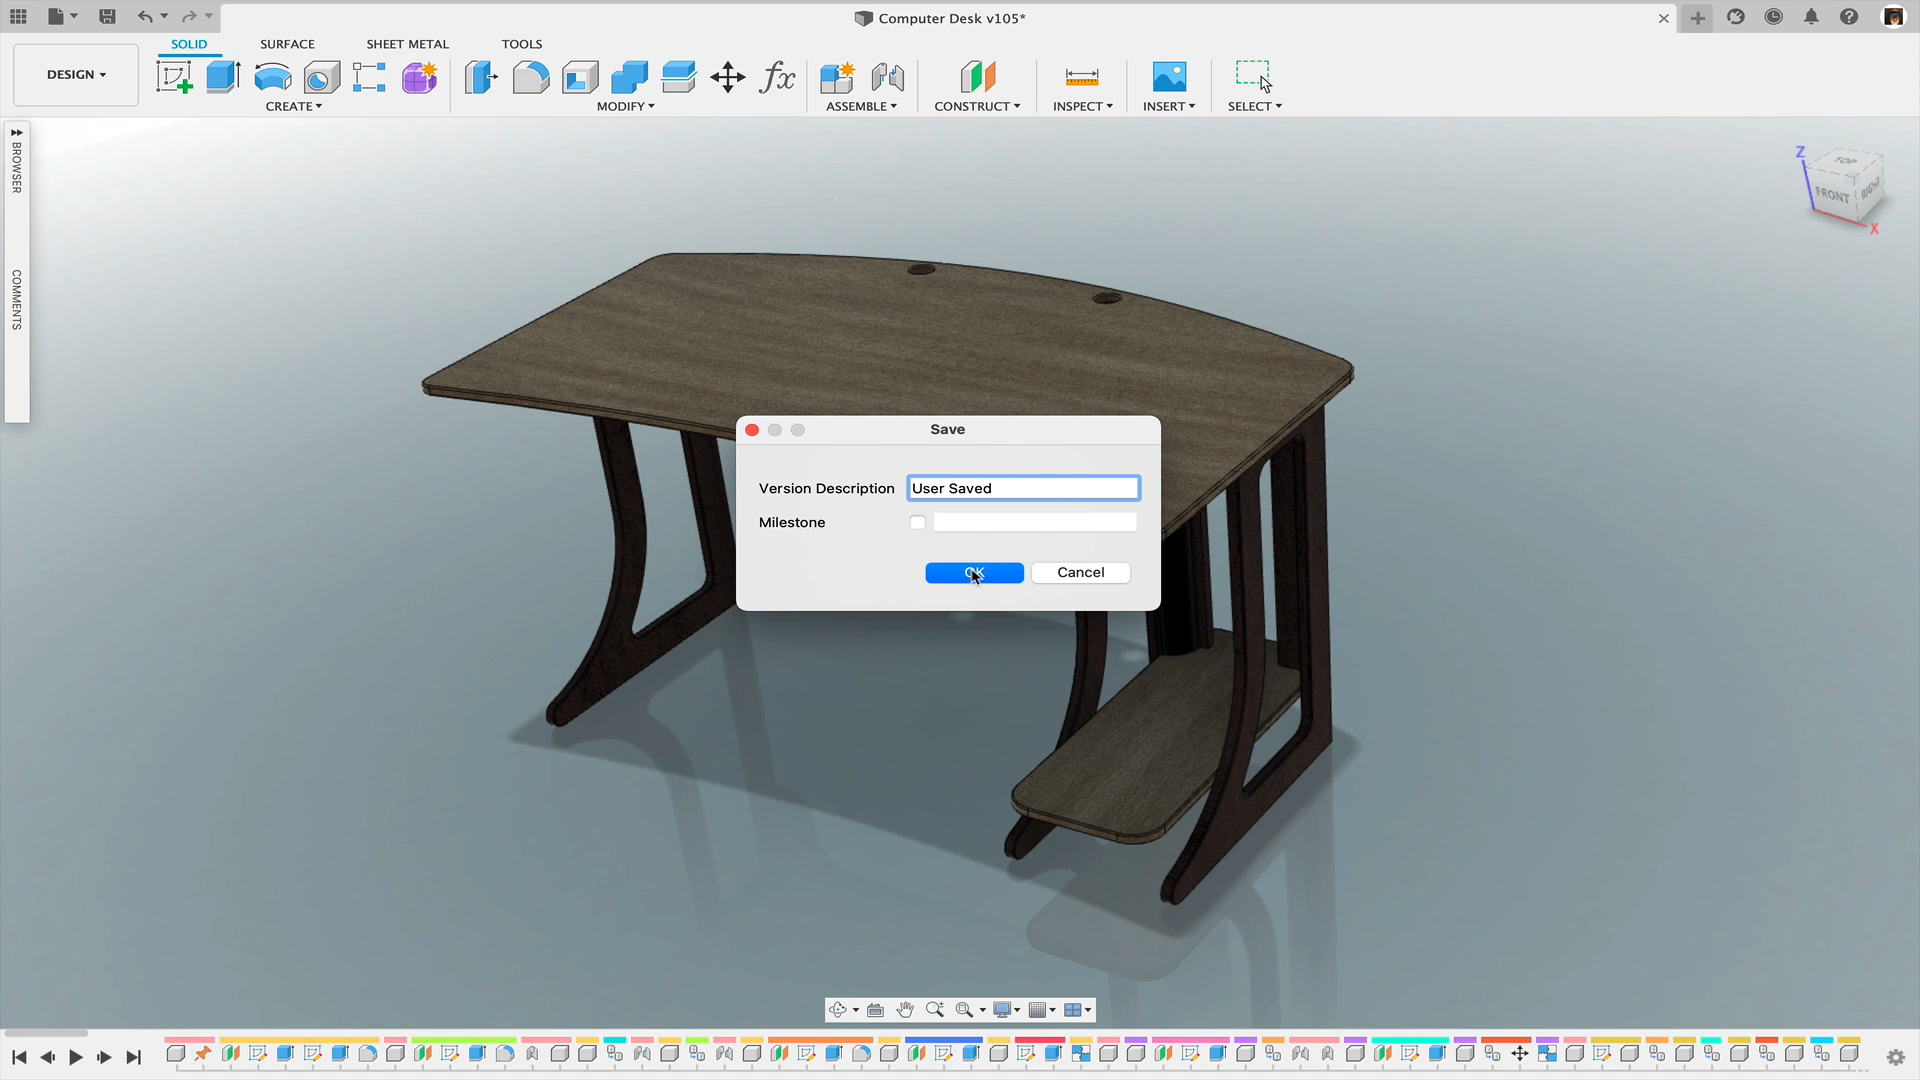 Computer Desk v105*
SOLID
SURFACE
SHEET METAL
TOOLS
DESIGN
CREATE
MODIFY
fx
ASSEMBLE
CONSTRUCT
INSPECT
INSERT
SELECT
BROWSER
COMMENTS
Z
TOP
FRONT
RIGHT
X
Save
Version Description
User Saved
Milestone
OK
Cancel